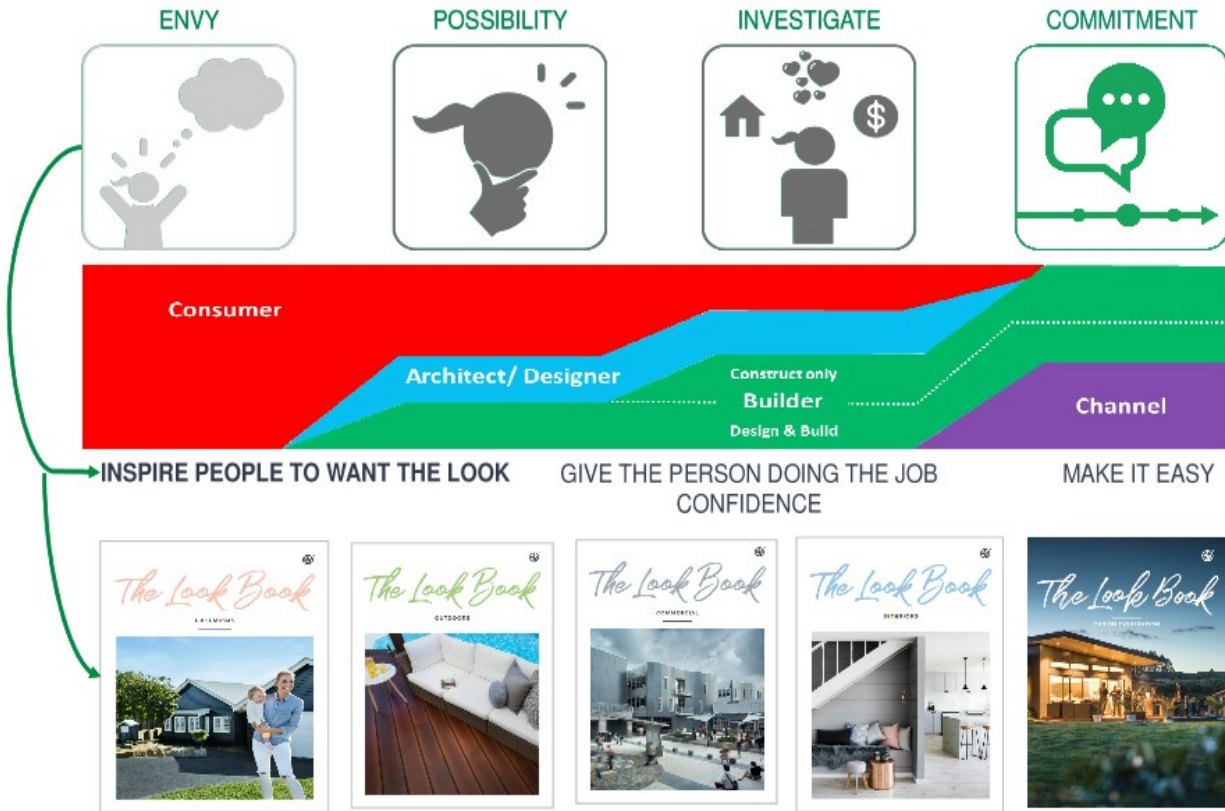 ENVY
POSSIBILITY
INVESTIGATE
COMMITMENT
$
Consumer
Architect/ Designer
Construct only
Builder
Design & Build
Channel
INSPIRE PEOPLE TO WANT THE LOOK
GIVE THE PERSON DOING THE JOB
CONFIDENCE
MAKE IT EASY
The Look Book
The Look Book
OUTDOORS
The Look Book
COMMERCIAL
The Look Book
INTERIORS
The Look Book